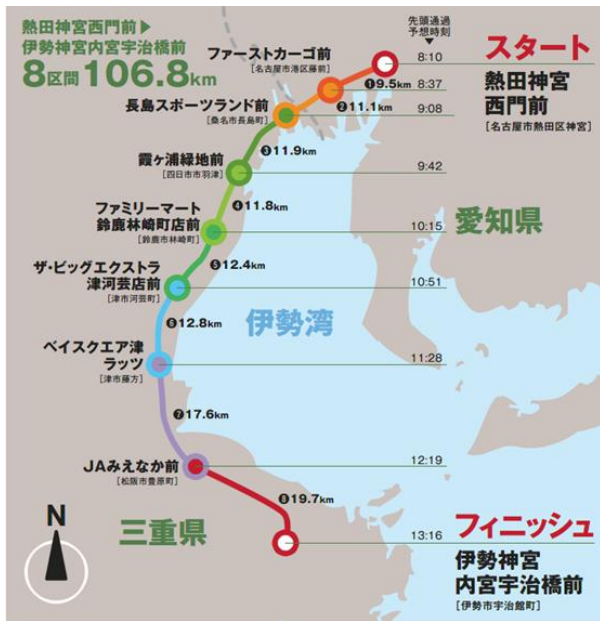 熱田神宮西門前▶
伊勢神宮内宮宇治橋前
8区間106.8km
先頭通過
予想時刻
▼
スタート
熱田神宮
西門前
[名古屋市熱田区神宮]
8:10
❶9.5km
ファーストカーゴ前
[名古屋市港区藤前]
8:37
❷11.1km
長島スポーツランド前
[桑名市長島町]
9:08
❸11.9km
霞ヶ浦緑地前
[四日市市羽津]
9:42
❹11.8km
ファミリーマート
鈴鹿林崎町店前
[鈴鹿市林崎町]
10:15
愛知県
❺12.4km
ザ・ビッグエクストラ
津河芸店前
[津市河芸町]
10:51
❻12.8km
伊勢湾
ベイスクエア津
ラッツ
[津市藤方]
11:28
❼17.6km
JAみえなか前
[松阪市豊原町]
12:19
❽19.7km
N
三重県
13:16
フィニッシュ
伊勢神宮
内宮宇治橋前
[伊勢市宇治館町]